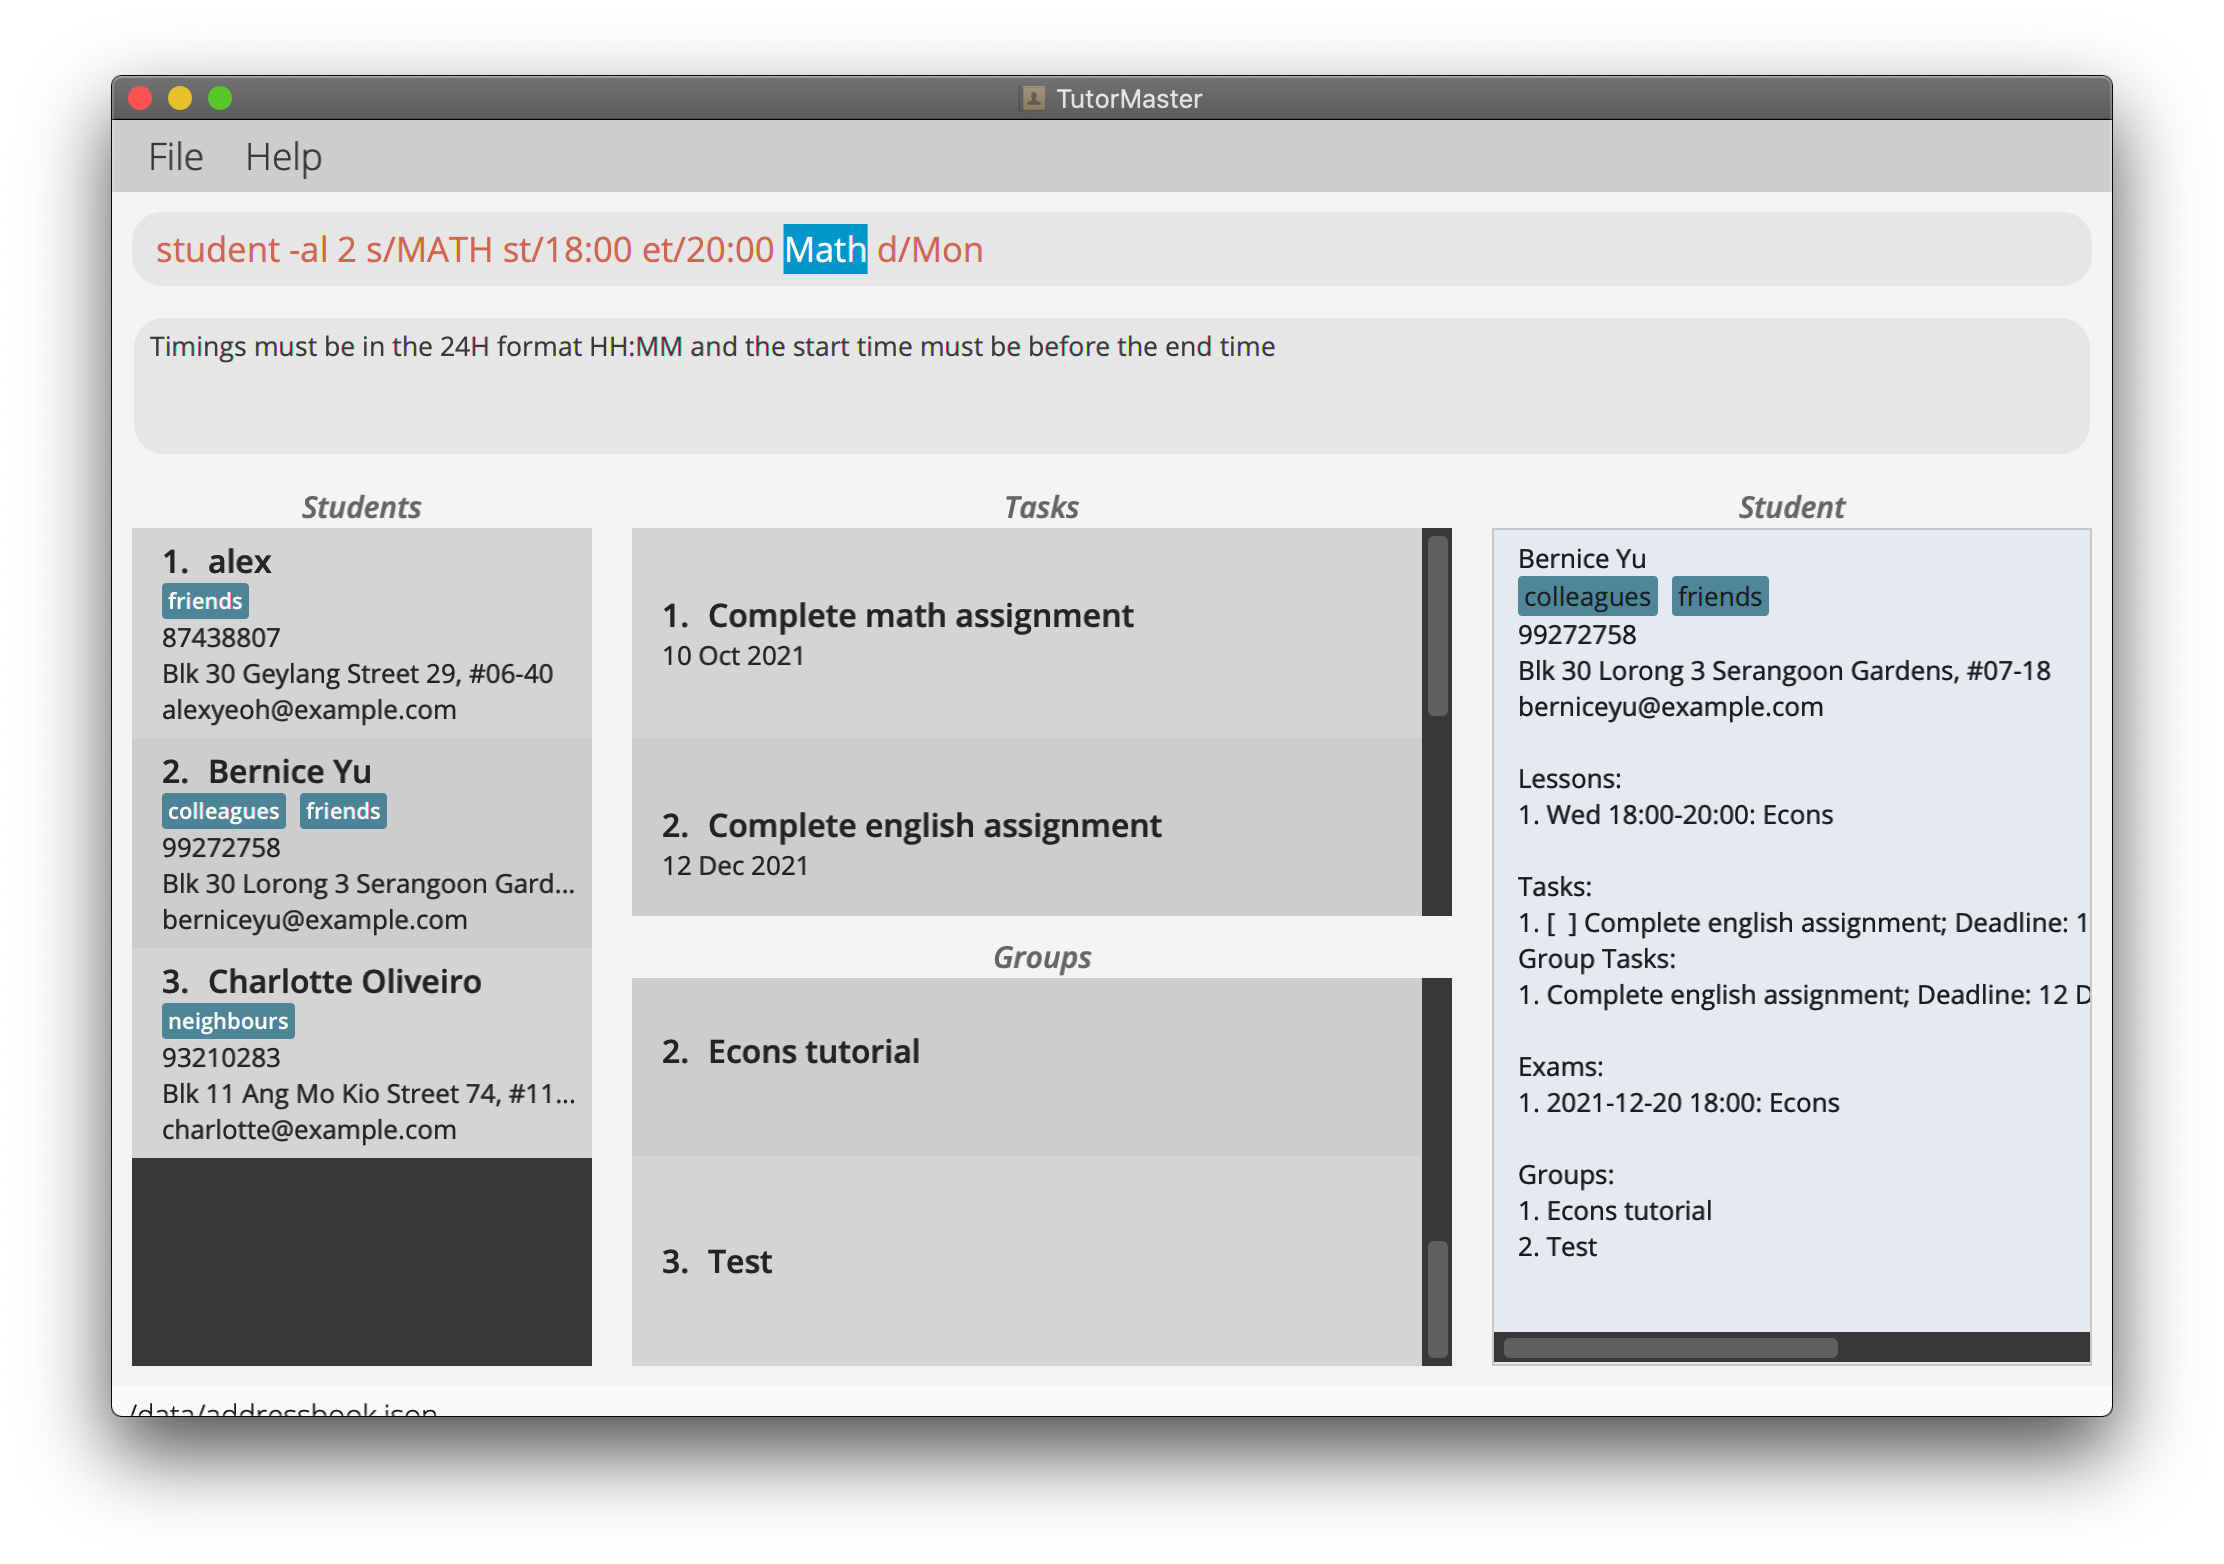 TutorMaster
File Help
student -al 2 s/MATH st/18:00 et/20:00 Math d/Mon
Timings must be in the 24H format HH:MM and the start time must be before the end time
Students
1. alex
friends
87438807
Blk 30 Geylang Street 29, #06-40
alexyeoh@example.com
2. Bernice Yu
colleagues friends
99272758
Blk 30 Lorong 3 Serangoon Gard...
berniceyu@example.com
3. Charlotte Oliveiro
neighbours
93210283
Blk 11 Ang Mo Kio Street 74, #11...
charlotte@example.com
Tasks
1. Complete math assignment
10 Oct 2021
2. Complete english assignment
12 Dec 2021
Groups
2. Econs tutorial
3. Test
Student
Bernice Yu
colleagues friends
99272758
Blk 30 Lorong 3 Serangoon Gardens, #07-18
berniceyu@example.com
Lessons:
1. Wed 18:00-20:00: Econs
Tasks:
1. [ ] Complete english assignment; Deadline: 1
Group Tasks:
1. Complete english assignment; Deadline: 12 D
Exams:
1. 2021-12-20 18:00: Econs
Groups:
1. Econs tutorial
2. Test
/data/addressbook.json